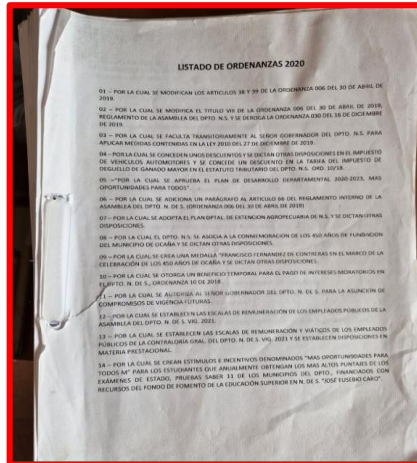 LISTADO DE ORDENANZAS 2020
01 – POR LA CUAL SE MODIFICAN LOS ARTICULOS 38 Y 39 DE LA ORDENANZA 006 DEL 30 DE ABRIL DE
2019.
02 – POR LA CUAL SE MODIFICA EL TITULO VIII DE LA ORDENANZA 006 DEL 30 DE ABRIL DE 2019,
REGLAMENTO DE LA ASAMBLEA DEL DPTO. N.S. Y SE DEROGA LA ORDENANZA 030 DEL 16 DE DICIEMBRE
DE 2019.
03 – POR LA CUAL SE FACULTA TRANSITORIAMENTE AL SEÑOR GOBERNADOR DEL DPTO. N.S. PARA
APLICAR MEDIDAS CONTENIDAS EN LA LEY 2010 DEL 27 DE DICIEMBRE DE 2019.
04 – POR LA CUAL SE CONCEDEN UNOS DESCUENTOS Y SE DICTAN OTRAS DISPOSICIONES EN EL IMPUESTO
DE VEHICULOS AUTOMOTORES Y SE CONCEDE UN DESCUENTO EN LA TARIFA DEL IMPUESTO DE
DEGUELLO DE GANADO MAYOR EN EL ESTATUTO TRIBUTARIO DEL DPTO. N.S. ORD. 10/18.
05 –"POR LA CUAL SE APRUEBA EL PLAN DE DESARROLLO DEPARTAMENTAL 2020-2023, MAS
OPORTUNIDADES PARA TODOS".
06 – POR LA CUAL SE ADICIONA UN PARÁGRAFO AL ARTICULO 66 DEL REGLAMENTO INTERNO DE LA
ASAMBLEA DEL DPTO. N. DE S. (ORDENANZA 006 DEL 30 DE ABRIL DE 2019)
07 – POR LA CUAL SE ADOPTA EL PLAN DPTAL. DE EXTENCION AGROPECUARIA DE N.S. Y SE DICTAN OTRAS
DISPOSICIONES.
08 – POR LA CUAL EL DPTO. N.S. SE ASOCIA A LA CONMEMORACION DE LOS 450 AÑOS DE FUNDACION
DEL MUNICIPIO DE OCAÑA Y SE DICTAN OTRAS DISPOSICIONES.
09 – POR LA CUAL SE CREA UNA MEDALLA "FRANCISCO FERNANDEZ DE CONTRERAS EN EL MARCO DE LA
CELEBRACIÓN DE LOS 450 AÑOS DE OCAÑA Y SE DICTAN OTRAS DISPOSICIONES.
10 – POR LA CUAL SE OTORGA UN BENEFICIO TEMPORAL PARA EL PAGO DE INTERESES MORATORIOS EN
EL DPTO. N. DE S., ORDENANZA 10 DE 2018.
11 – POR LA CUAL SE AUTORIZA AL SEÑOR GOBERNADOR DEL DPTO. N. DE S. PARA LA ASUNCIÓN DE
COMPROMISOS DE VIGENCIA FUTURAS.
12 – POR LA CUAL SE ESTABLECEN LAS ESCALAS DE REMUNERACIÓN DE LOS EMPLEADOS PÚBLICOS DE LA
ASAMBLEA DEL DPTO. N. DE S. VIG. 2021.
13 – POR LA CUAL SE ESTABLECEN LAS ESCALAS DE REMUNERACIÓN Y VIÁTICOS DE LOS EMPLEADOS
PÚBLICOS DE LA CONTRALORIA GRAL. DEL DPTO. N. DE S. VIG. 2021 Y SE ESTABLECEN DISPOSICIONES EN
MATERIA PRESTACIONAL.
14 – POR LA CUAL SE CREAN ESTÍMULOS E INCENTIVOS DENOMINADOS "MAS OPORTUNIDADES PARA
TODOS M" PARA LOS ESTUDIANTES QUE ANUALMENTE OBTENGAN LOS MAS ALTOS PUNTAJES DE LOS
EXÁMENES DE ESTADO, PRUEBAS SABER 11 DE LOS MUNICIPIOS DEL DPTO., FINANCIADOS CON
RECURSOS DEL FONDO DE FOMENTO DE LA EDUCACIÓN SUPERIOR EN N. DE S. "JOSÉ EUSEBIO CARO".